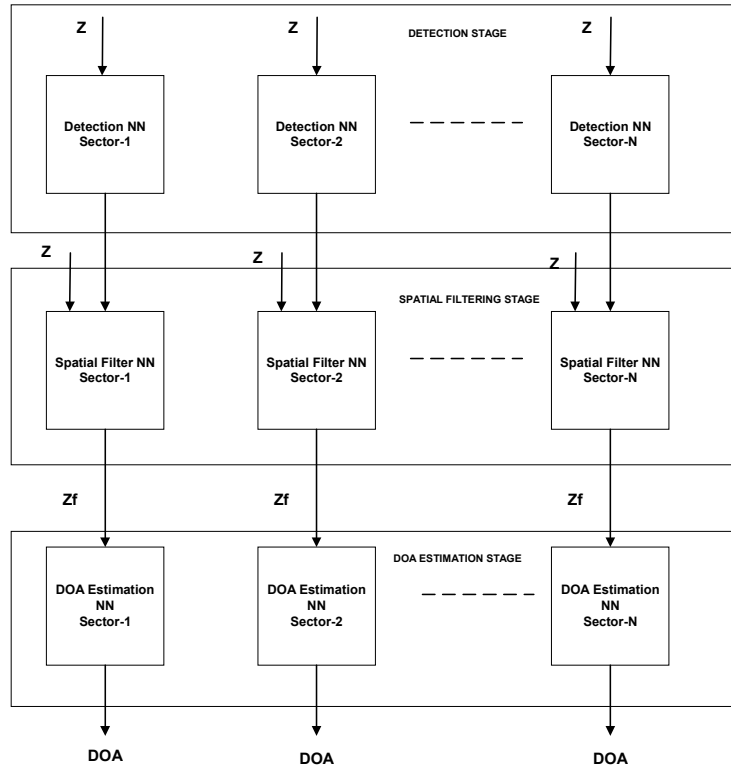 Z
Z
DETECTION STAGE
Z
Detection NN
Sector-1
Detection NN
Sector-2
Detection NN
Sector-N
Z
Z
Z
SPATIAL FILTERING STAGE
Spatial Filter NN
Sector-1
Spatial Filter NN
Sector-2
Spatial Filter NN
Sector-N
Zf
Zf
Zf
DOA ESTIMATION STAGE
DOA Estimation
NN
Sector-1
DOA Estimation
NN
Sector-2
DOA Estimation
NN
Sector-N
DOA
DOA
DOA